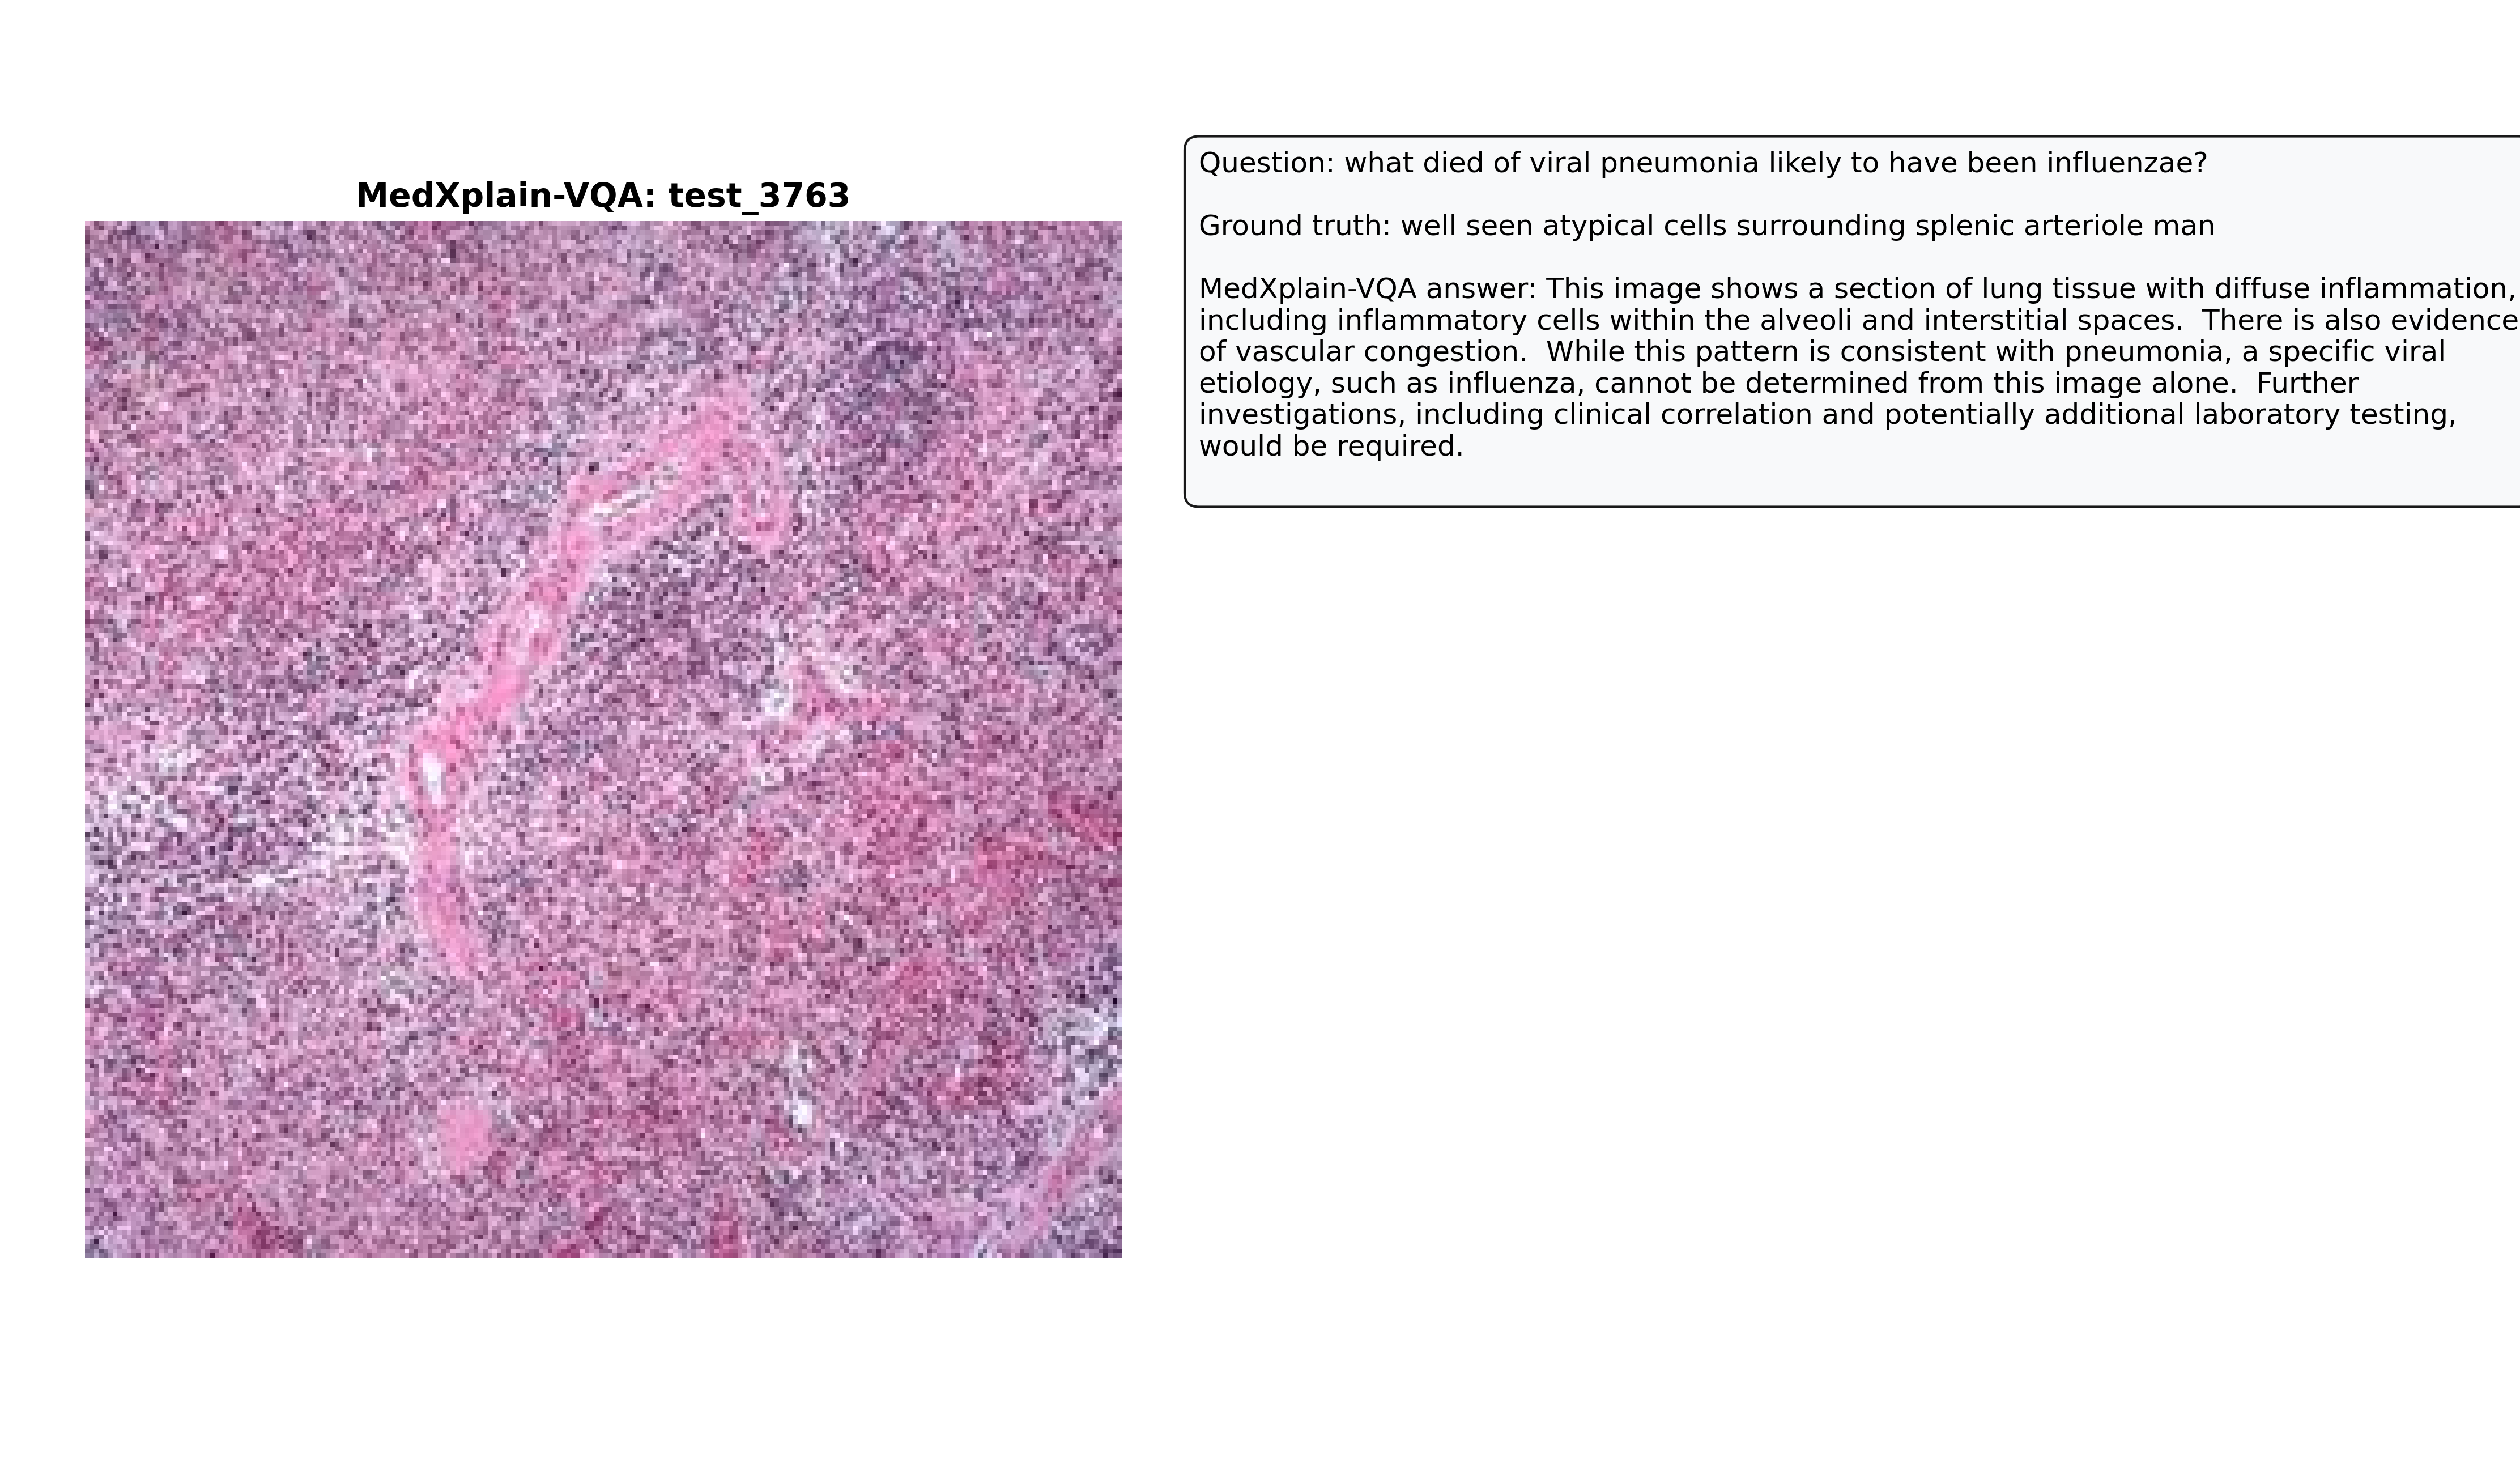 MedXplain-VQA: test_3763
Question: what died of viral pneumonia likely to have been influenzae?
Ground truth: well seen atypical cells surrounding splenic arteriole man
MedXplain-VQA answer: This image shows a section of lung tissue with diffuse inflammation,
including inflammatory cells within the alveoli and interstitial spaces.  There is also evidence
of vascular congestion.  While this pattern is consistent with pneumonia, a specific viral
etiology, such as influenza, cannot be determined from this image alone.  Further
investigations, including clinical correlation and potentially additional laboratory testing,
would be required.